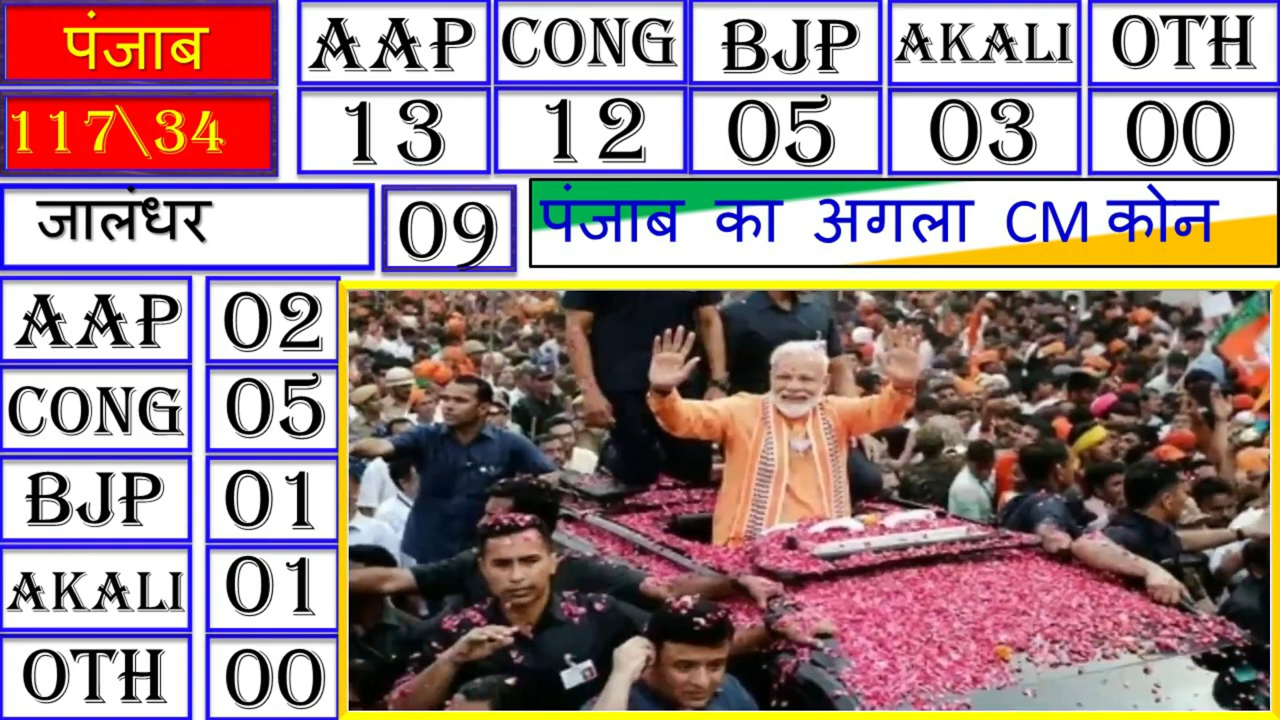 पंजाब AAP CONG BJP AKALI OTH
117\34 13 12 05 03 00
जालंधर 09 पंजाब का अगला CM कोन
AAP 02
CONG 05
BJP 01
AKALI 01
OTH 00